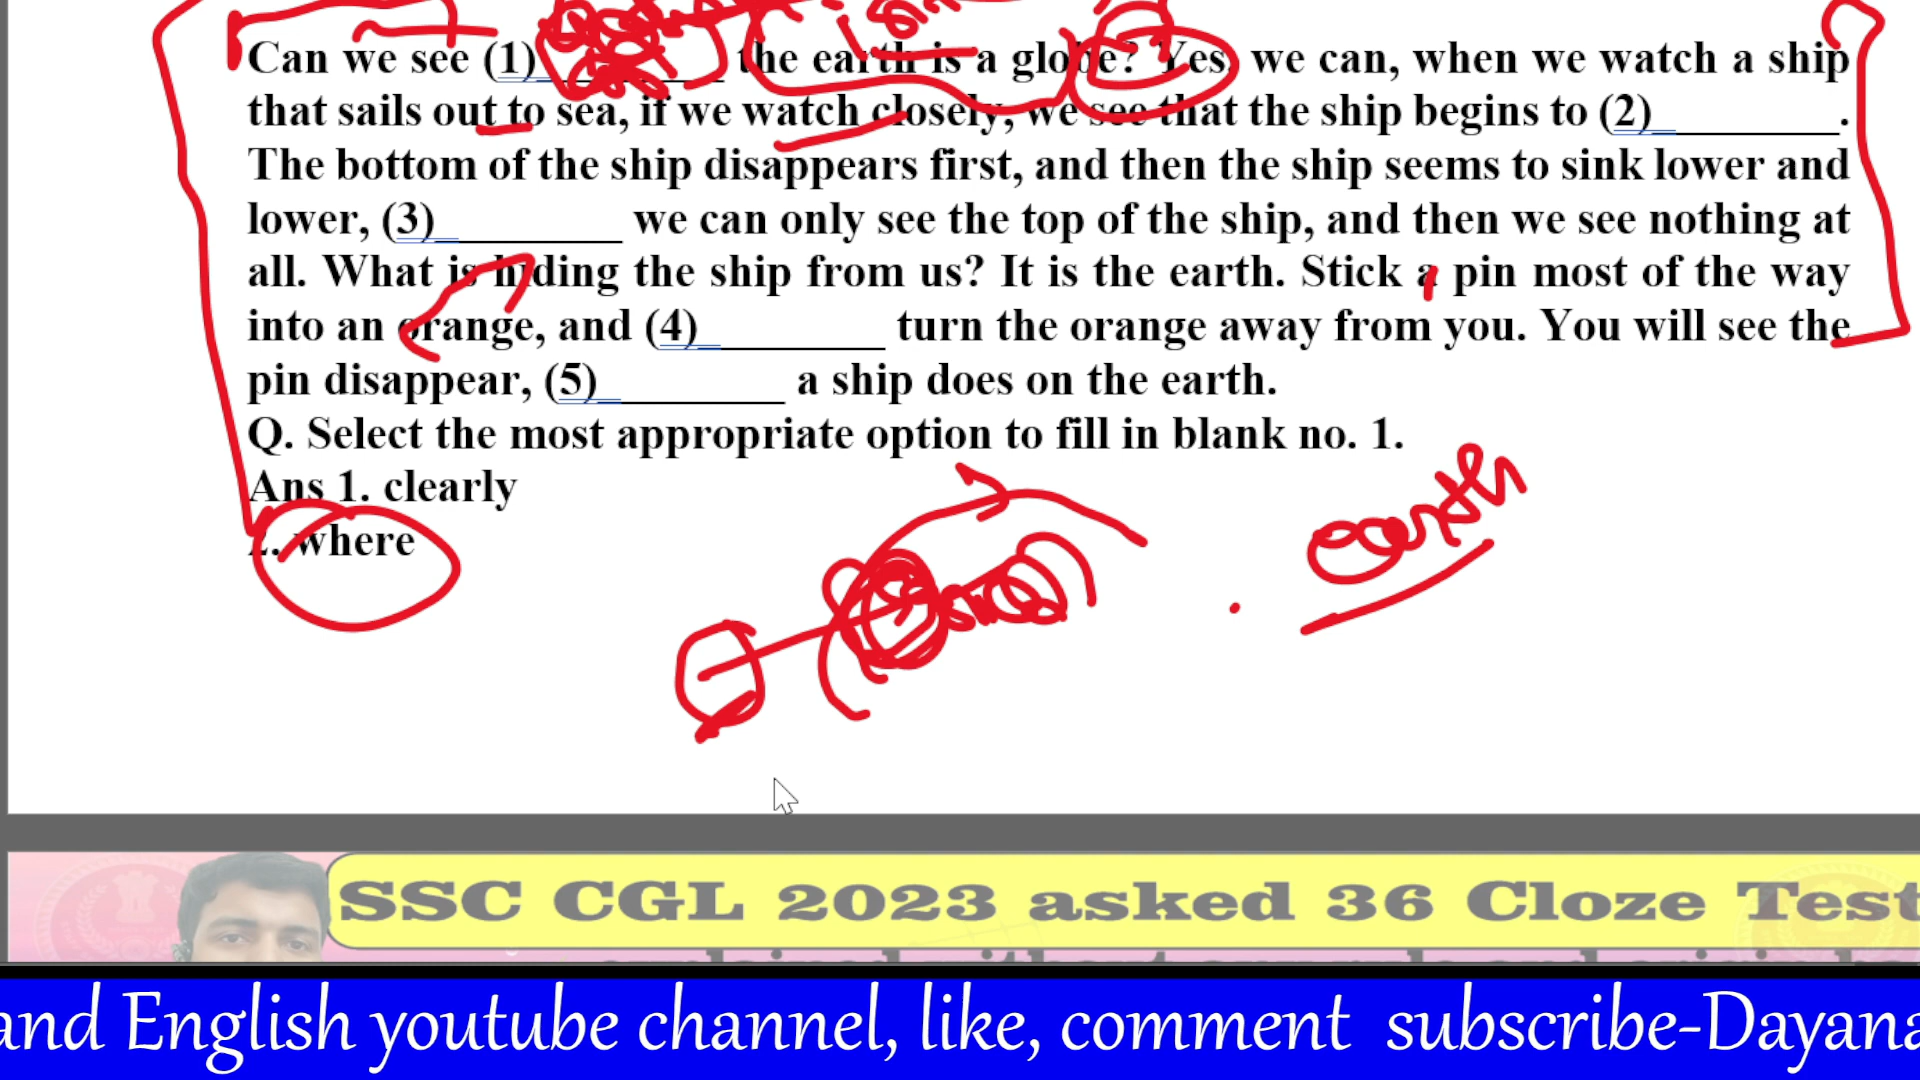 Can we see (1)________ the earth is a globe? Yes, we can, when we watch a ship
that sails out to sea, if we watch closely, we see that the ship begins to (2)________.
The bottom of the ship disappears first, and then the ship seems to sink lower and
lower, (3)________ we can only see the top of the ship, and then we see nothing at
all. What is hiding the ship from us? It is the earth. Stick a pin most of the way
into an orange, and (4)________ turn the orange away from you. You will see the
pin disappear, (5)________ a ship does on the earth.
Q. Select the most appropriate option to fill in blank no. 1.
Ans 1. clearly
2. where
earth
SSC CGL 2023 asked 36 Cloze Test
and English youtube channel, like, comment subscribe-Dayana